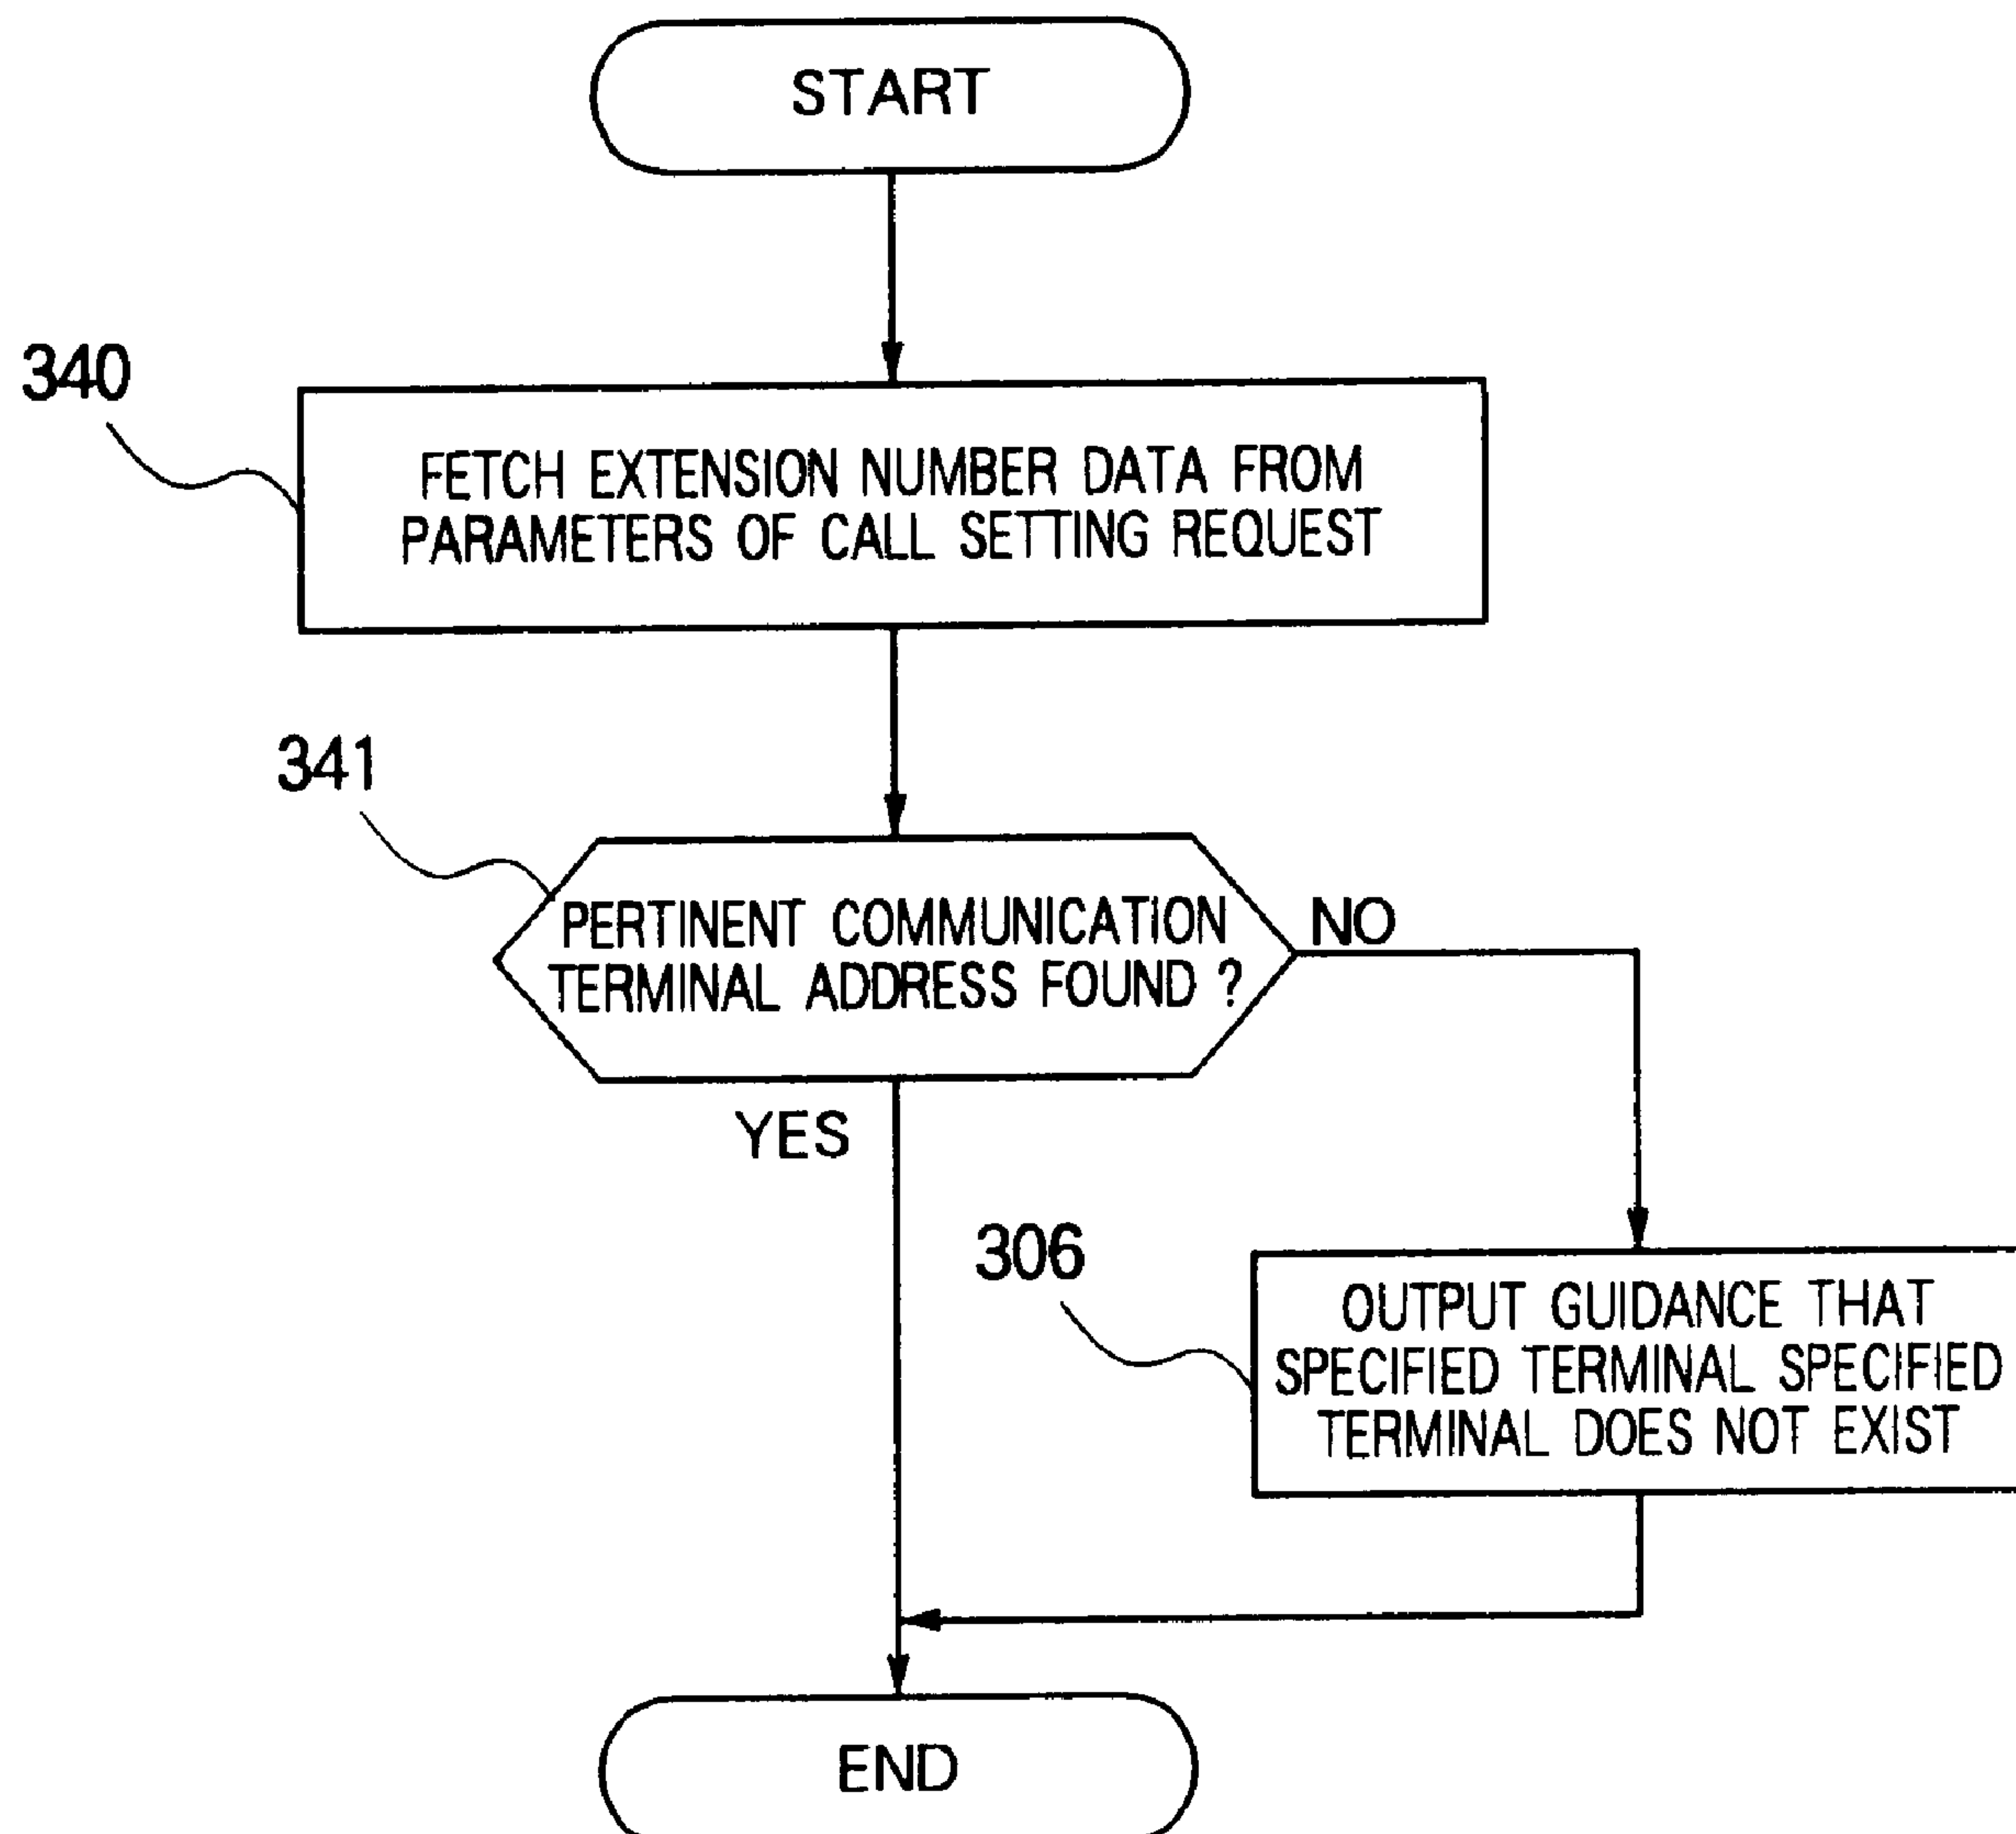 START
340
FETCH EXTENSION NUMBER DATA FROM
PARAMETERS OF CALL SETTING REQUEST
341
PERTINENT COMMUNICATION
TERMINAL ADDRESS FOUND ?
NO
YES
306
OUTPUT GUIDANCE THAT
SPECIFIED TERMINAL SPECIFIED
TERMINAL DOES NOT EXIST
END